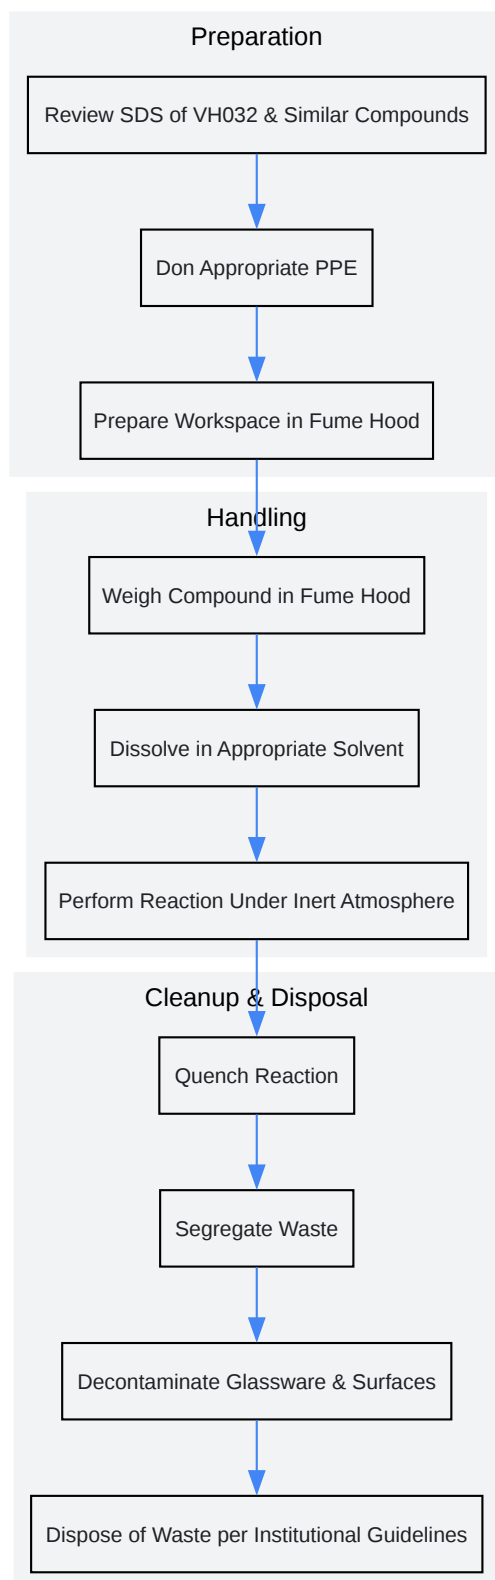 Preparation
Review SDS of VH032 & Similar Compounds
Don Appropriate PPE
Prepare Workspace in Fume Hood
Handling
Weigh Compound in Fume Hood
Dissolve in Appropriate Solvent
Perform Reaction Under Inert Atmosphere
Cleanup & Disposal
Quench Reaction
Segregate Waste
Decontaminate Glassware & Surfaces
Dispose of Waste per Institutional Guidelines